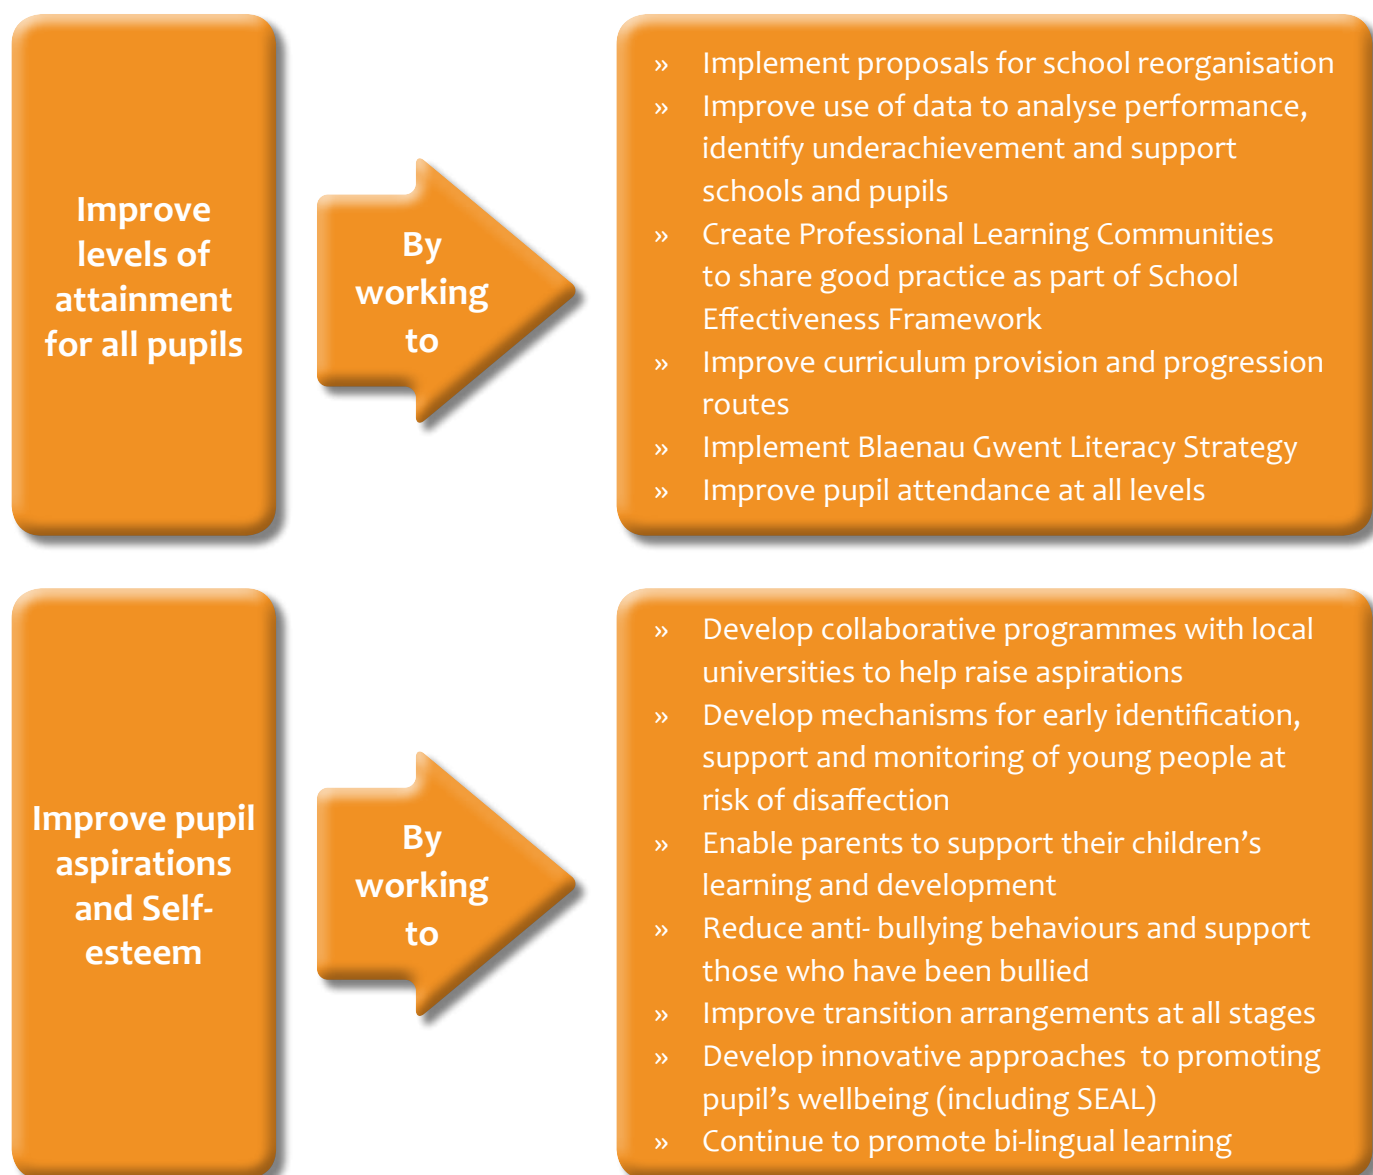 Improve
levels of
attainment
for all pupils
By
working
to
» Implement proposals for school reorganisation
» Improve use of data to analyse performance,
identify underachievement and support
schools and pupils
» Create Professional Learning Communities
to share good practice as part of School
Effectiveness Framework
» Improve curriculum provision and progression
routes
» Implement Blaenau Gwent Literacy Strategy
» Improve pupil attendance at all levels
Improve pupil
aspirations
and Self-
esteem
By
working
to
» Develop collaborative programmes with local
universities to help raise aspirations
» Develop mechanisms for early identification,
support and monitoring of young people at
risk of disaffection
» Enable parents to support their children’s
learning and development
» Reduce anti- bullying behaviours and support
those who have been bullied
» Improve transition arrangements at all stages
» Develop innovative approaches  to promoting
pupil’s wellbeing (including SEAL)
» Continue to promote bi-lingual learning